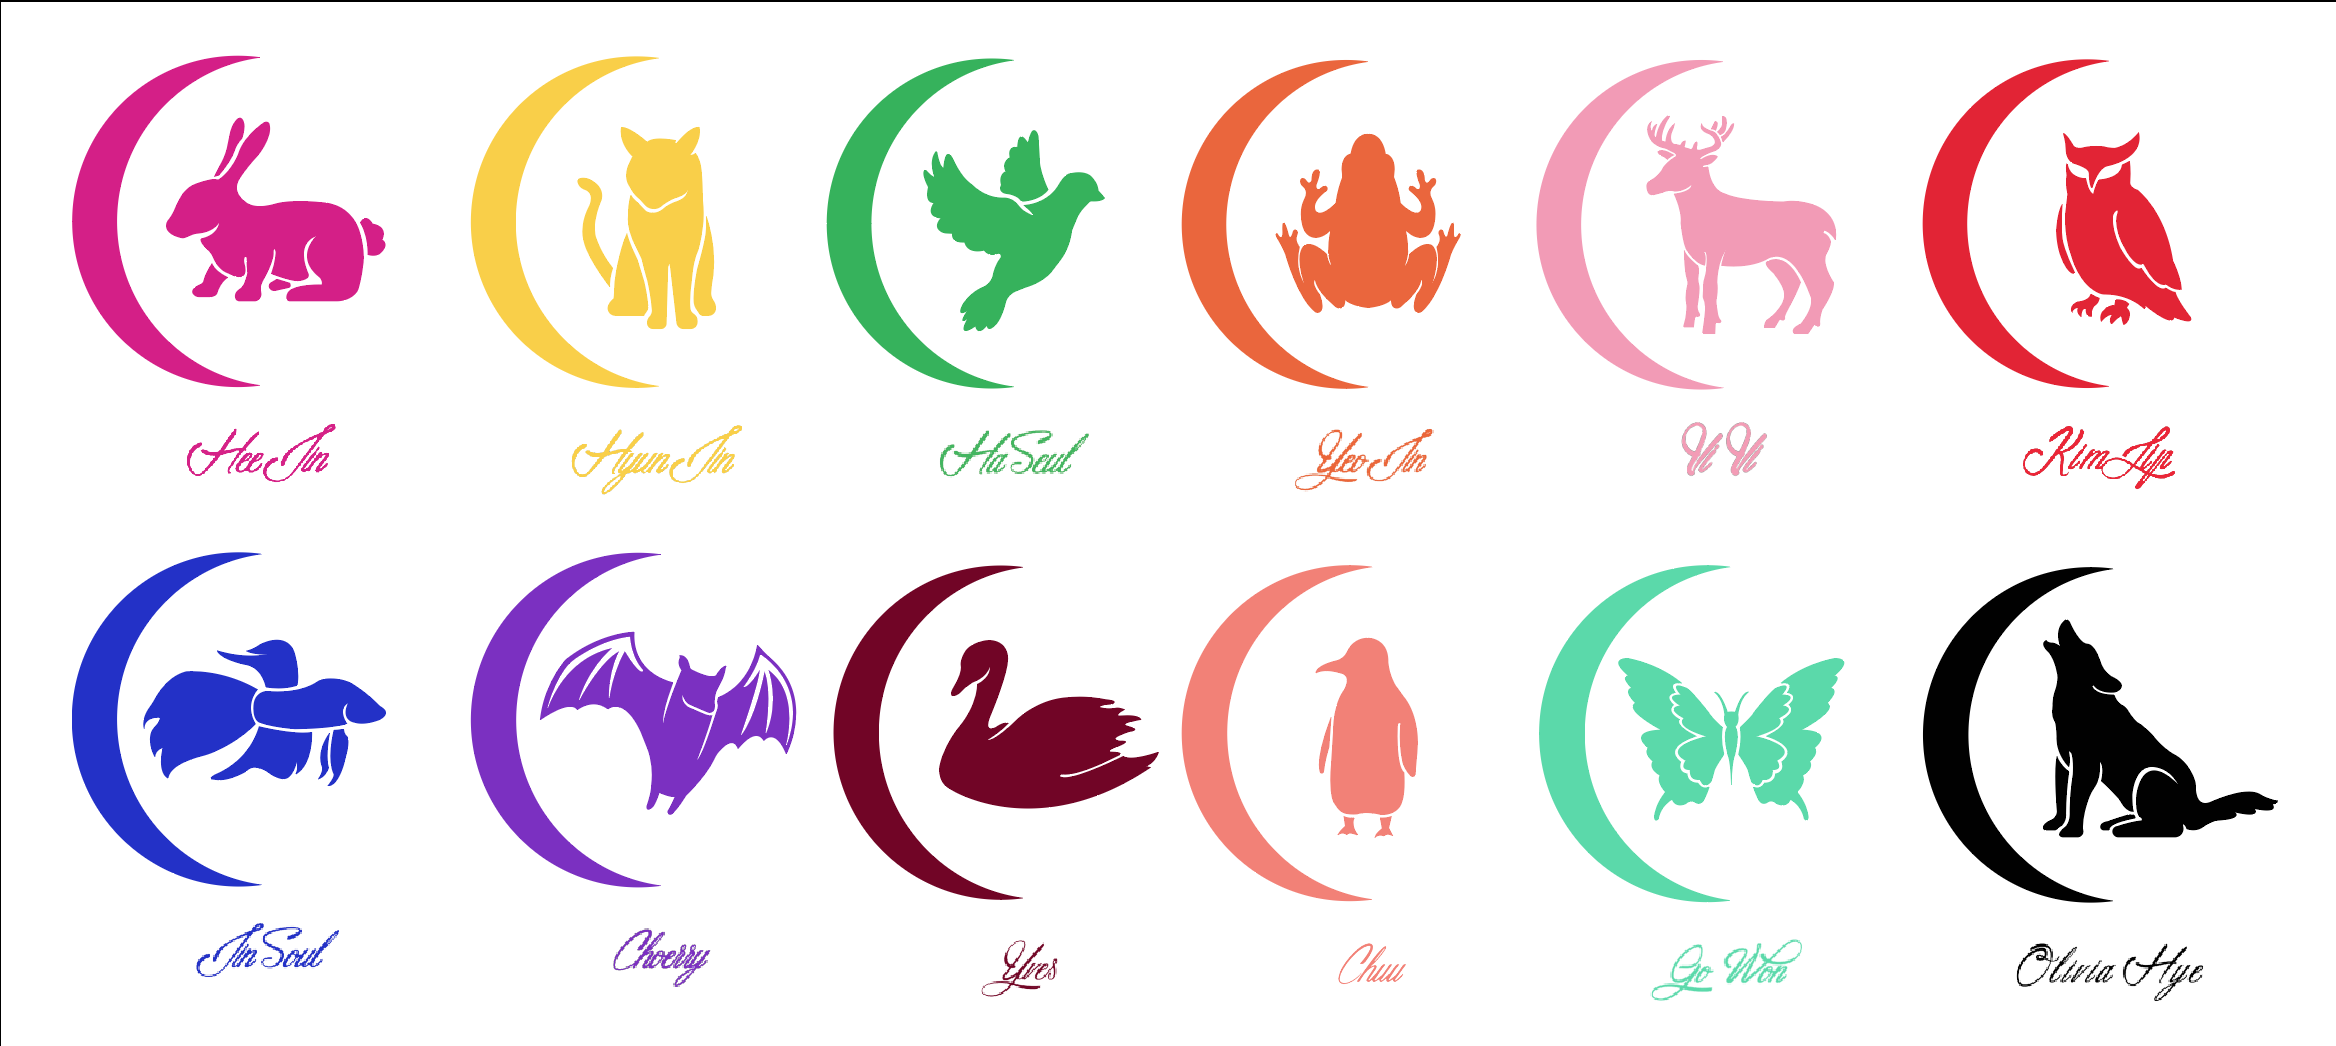 HeeJin
HyunJin
HaSeul
YeoJin
ViVi
KimLip
JinSoul
Choerry
Yves
Chuu
Go Won
Olivia Hye